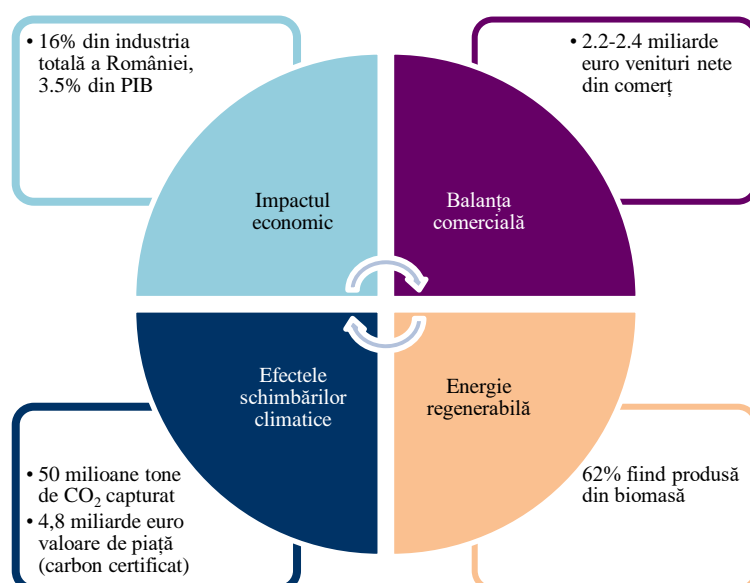 • 16% din industria
totală a României,
3.5% din PIB
• 2.2-2.4 miliarde
euro venituri nete
din comerț
Impactul
economic
Balanța
comercială
Efectele
schimbărilor
climatice
Energie
regenerabilă
• 50 milioane tone
de CO₂ capturat
• 4,8 miliarde euro
valoare de piață
(carbon certificat)
62% fiind produsă
din biomasă